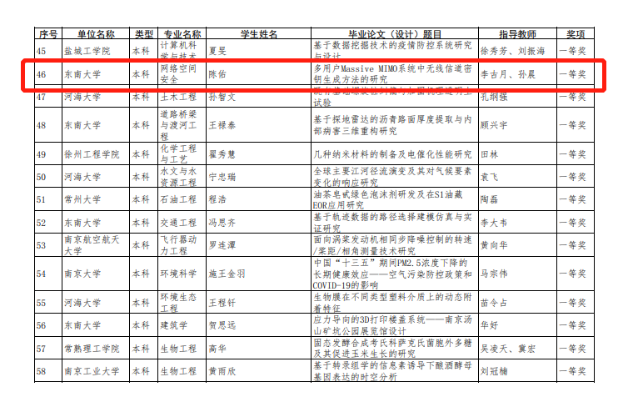 序号 单位名称 类型 专业名称 学生姓名 毕业论文（设计）题目 指导教师 奖项
45 盐城工学院 本科 计算机科学与技术 夏旻 基于数据挖掘技术的疫情防控系统研究与设计 徐秀芳、刘振海 一等奖
46 东南大学 本科 网络空间安全 陈佑 多用户Massive MIMO系统中无线信道密钥生成方法的研究 李古月、孙晨 一等奖
47 河海大学 本科 土木工程 孙智文 试验 孔纲强 一等奖
48 东南大学 本科 道路桥梁与渡河工程 王禄泰 基于探地雷达的沥青路面厚度提取与内部病害三维重构研究 顾兴宇 一等奖
49 徐州工程学院 本科 化学工程与工艺 翟秀慧 几种纳米材料的制备及电催化性能研究 田林 一等奖
50 河海大学 本科 水文与水资源工程 宁忠瑞 全球主要江河径流演变及其对气候要素变化的响应研究 袁飞 一等奖
51 常州大学 本科 石油工程 程浩 油茶皂甙绿色泡沫剂研发及在S1油藏EOR应用研究 陶磊 一等奖
52 东南大学 本科 交通工程 冯思齐 基于轨迹数据的路径选择建模仿真与实证研究 李大韦 一等奖
53 南京航空航天大学 本科 飞行器动力工程 罗连潭 面向涡桨发动机相同步降噪控制的转速/桨距/相角测量技术研究 黄向华 一等奖
54 南京大学 本科 环境科学 施王金羽 中国“十三五”期间PM2.5浓度下降的长期健康效应——空气污染防控政策和COVID-19的影响 马宗伟 一等奖
55 河海大学 本科 环境生态工程 王程钎 生物膜在不同类型塑料介质上的动态附着特征 苗令占 一等奖
56 东南大学 本科 建筑学 贺思远 应力导向的3D打印楼盖系统——南京汤山矿坑公园展览馆设计 华好 一等奖
57 常熟理工学院 本科 生物工程 高华 固态发酵合成考氏科萨克氏菌胞外多糖及其促进玉米生长的研究 吴凌天、冀宏 一等奖
58 南京工业大学 本科 生物工程 黄雨欣 基于转录组学的信息素诱导下酿酒酵母基因表达的时空分析 刘冠楠 一等奖